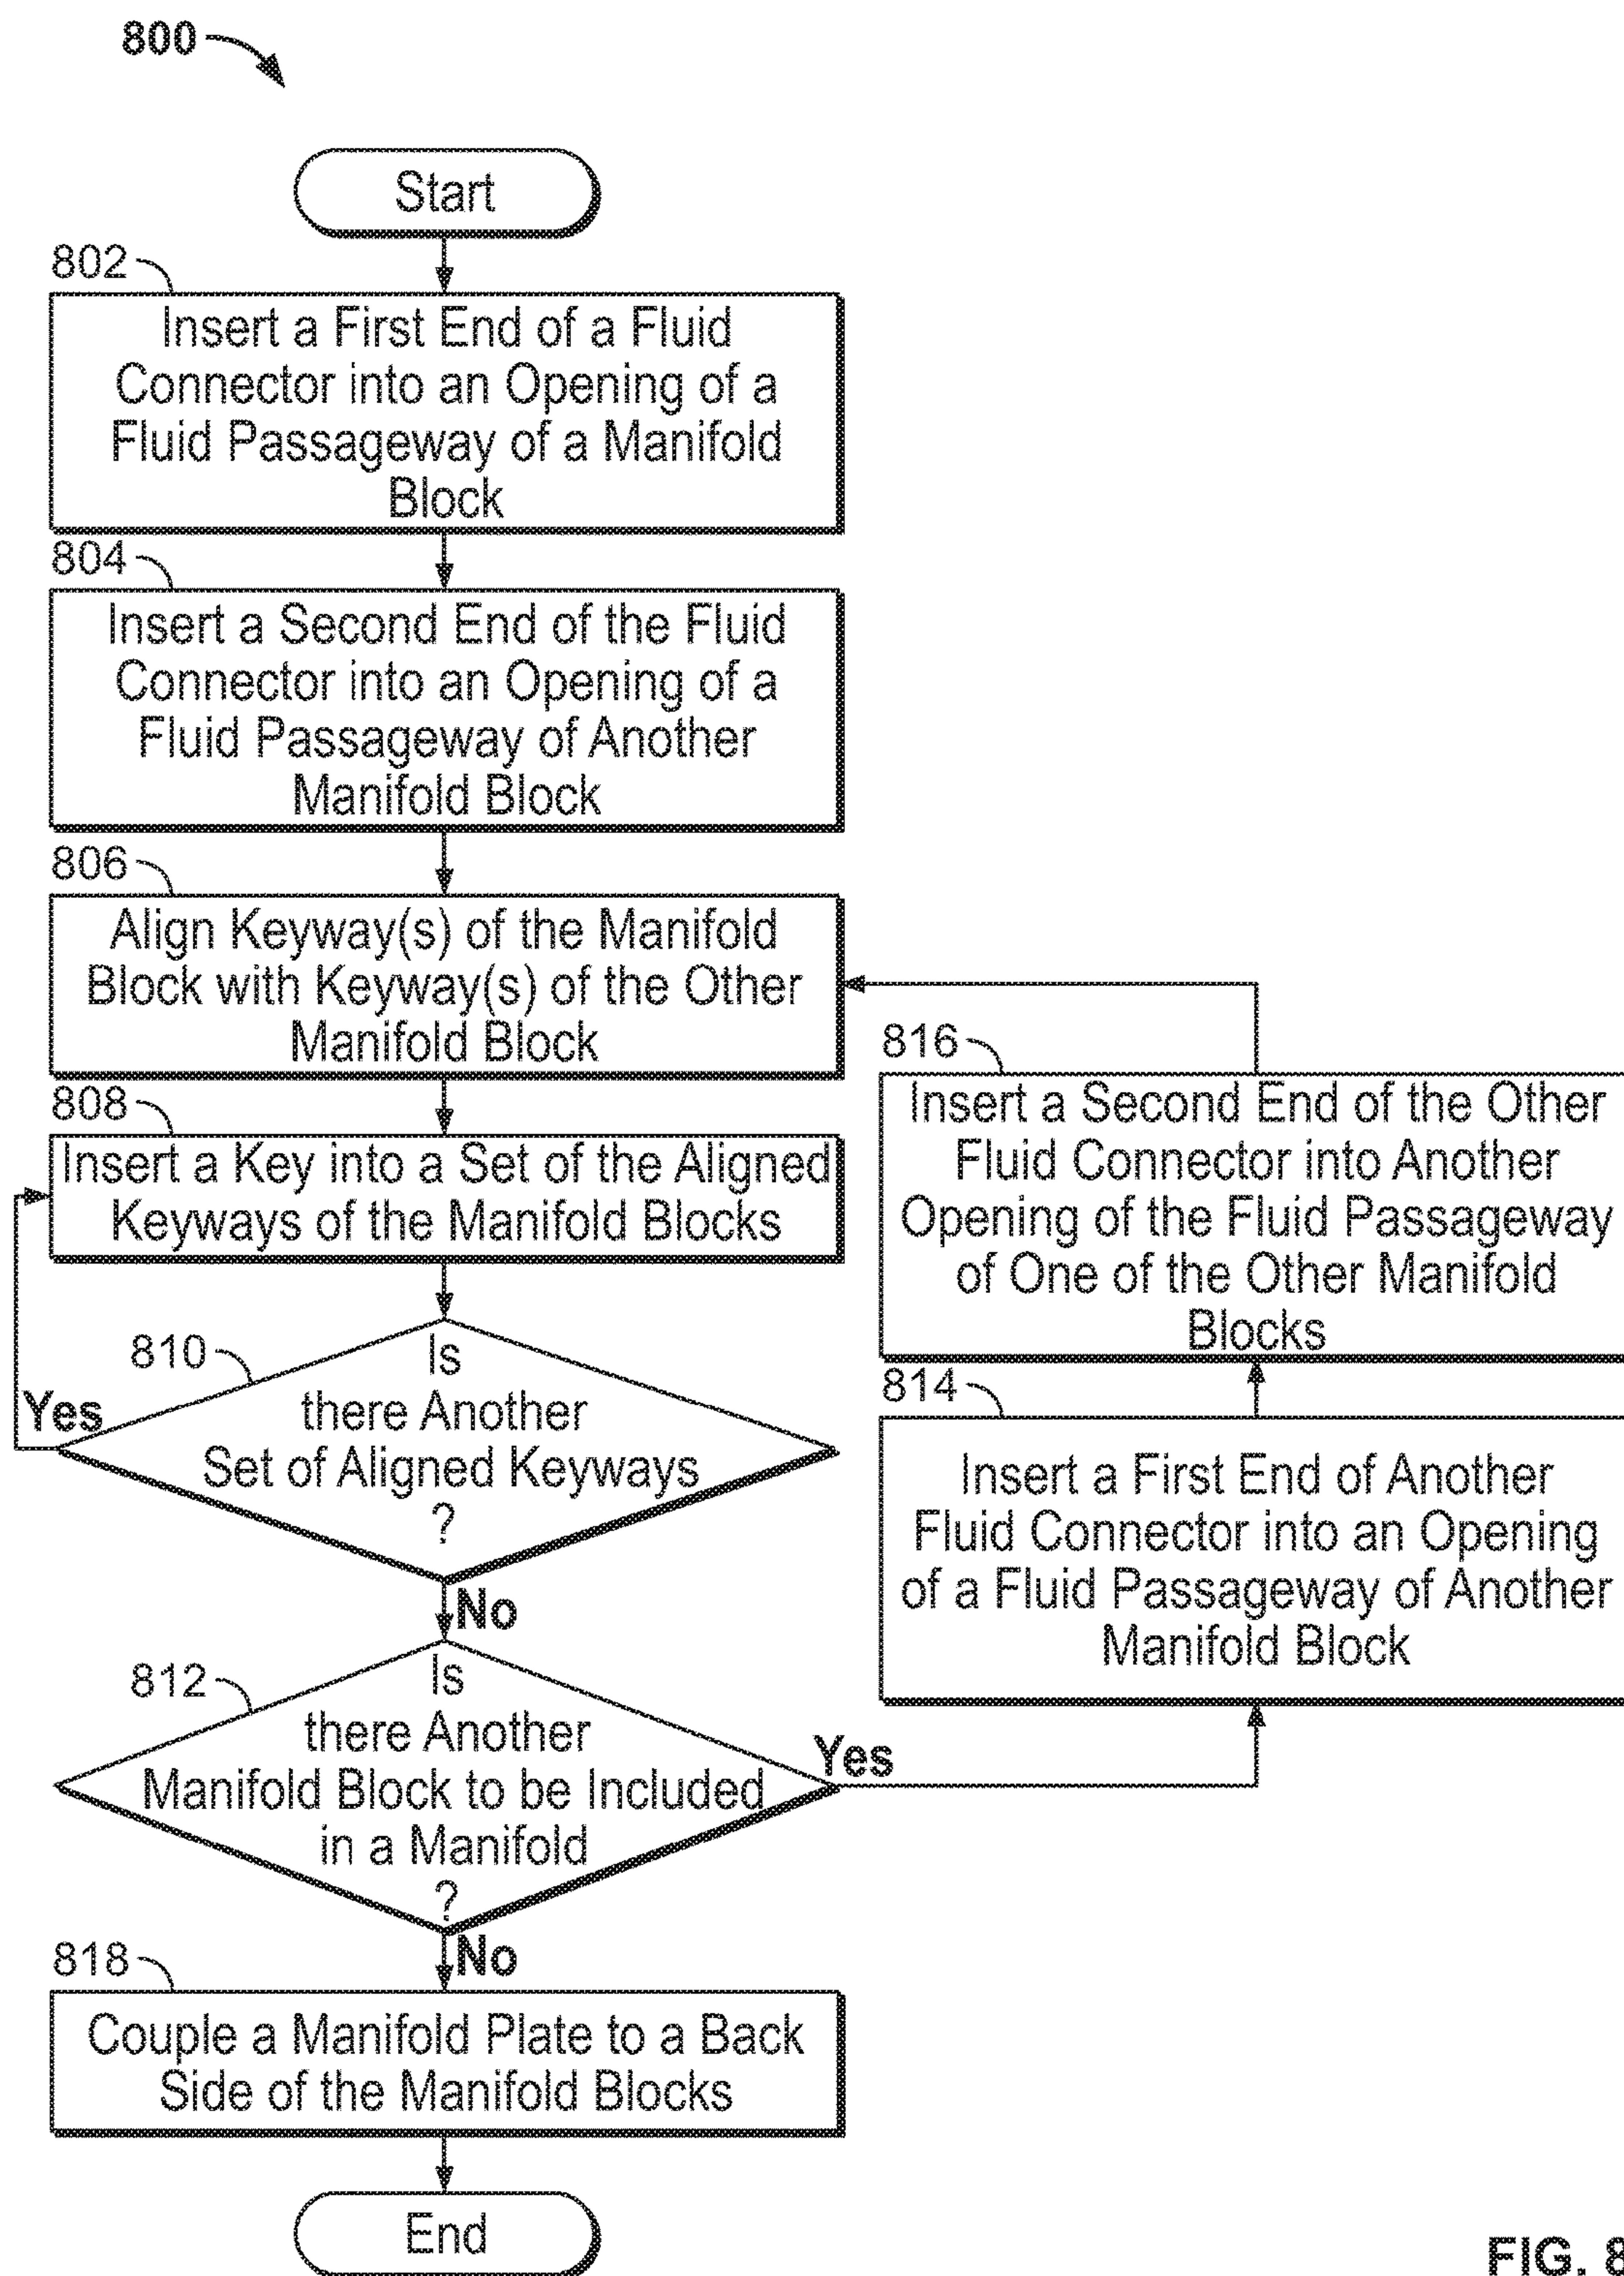 800
Start
802
Insert a First End of a Fluid
Connector into an Opening of a
Fluid Passageway of a Manifold
Block
804
Insert a Second End of the Fluid
Connector into an Opening of a
Fluid Passageway of Another
Manifold Block
806
Align Keyway(s) of the Manifold
Block with Keyway(s) of the Other
Manifold Block
808
Insert a Key into a Set of the Aligned
Keyways of the Manifold Blocks
810
Is
there Another
Set of Aligned Keyways
?
Yes
No
812
Is
there Another
Manifold Block to be Included
in a Manifold
?
Yes
No
814
Insert a First End of Another
Fluid Connector into an Opening
of a Fluid Passageway of Another
Manifold Block
816
Insert a Second End of the Other
Fluid Connector into Another
Opening of the Fluid Passageway
of One of the Other Manifold
Blocks
818
Couple a Manifold Plate to a Back
Side of the Manifold Blocks
End
FIG. 8